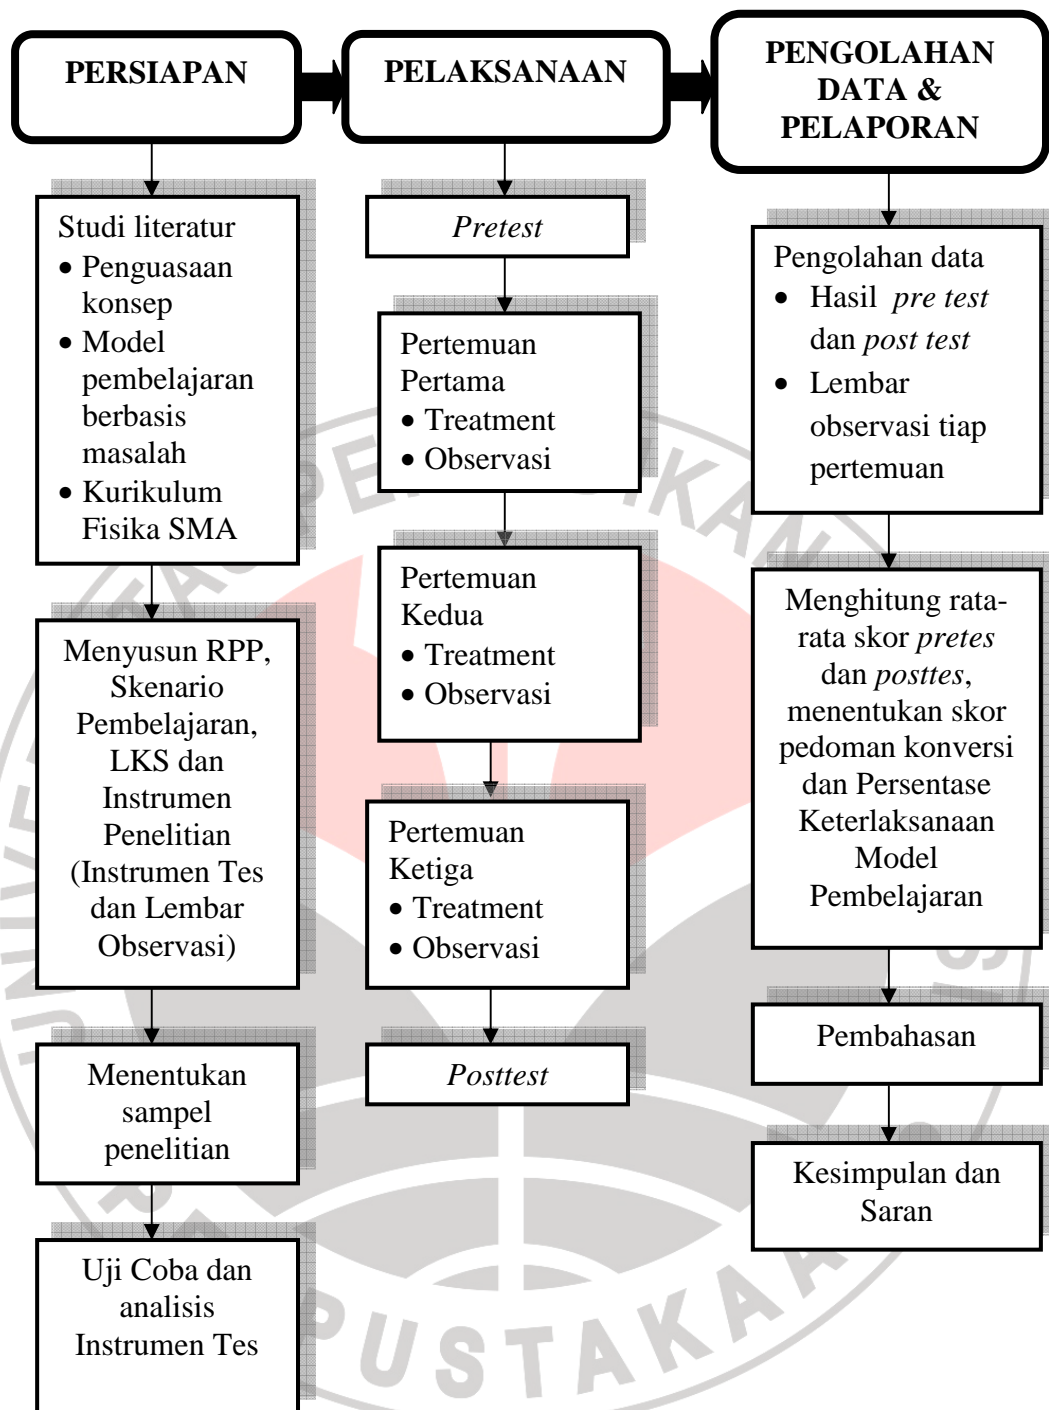 PERSIAPAN
PELAKSANAAN
PENGOLAHAN
DATA &
PELAPORAN
Studi literatur
• Penguasaan
konsep
• Model
pembelajaran
berbasis
masalah
• Kurikulum
Fisika SMA
Menyusun RPP,
Skenario
Pembelajaran,
LKS dan
Instrumen
Penelitian
(Instrumen Tes
dan Lembar
Observasi)
Menentukan
sampel
penelitian
Uji Coba dan
analisis
Instrumen Tes
Pretest
Pertemuan
Pertama
• Treatment
• Observasi
Pertemuan
Kedua
• Treatment
• Observasi
Pertemuan
Ketiga
• Treatment
• Observasi
Posttest
Pengolahan data
• Hasil pre test
dan post test
• Lembar
observasi tiap
pertemuan
Menghitung rata-
rata skor pretes
dan posttes,
menentukan skor
pedoman konversi
dan Persentase
Keterlaksanaan
Model
Pembelajaran
Pembahasan
Kesimpulan dan
Saran
PUSTAKAA